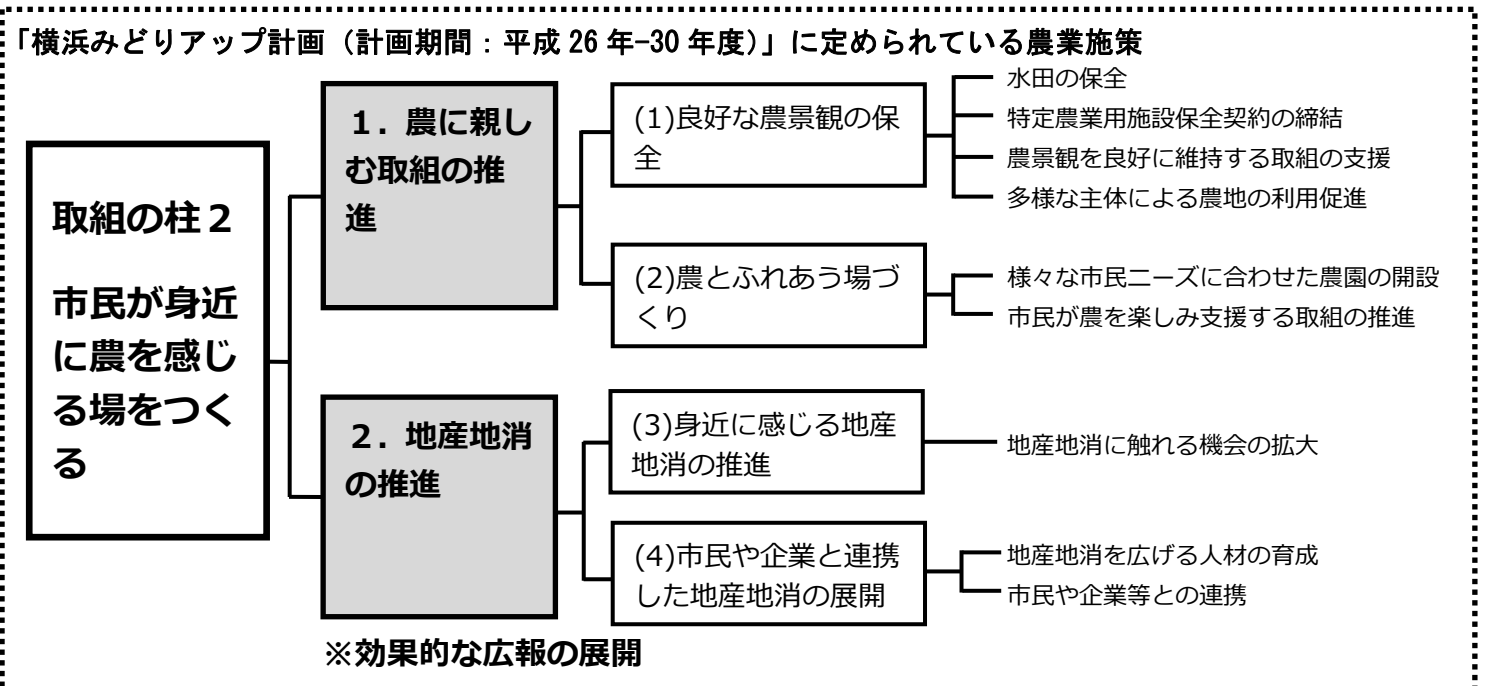 「横浜みどりアップ計画（計画期間：平成 26 年-30 年度）」に定められている農業施策
取組の柱２
市民が身近
に農を感じ
る場をつく
る
１．農に親し
む取組の推
進
(1)良好な農景観の保
全
水田の保全
特定農業用施設保全契約の締結
農景観を良好に維持する取組の支援
多様な主体による農地の利用促進
(2)農とふれあう場づ
くり
様々な市民ニーズに合わせた農園の開設
市民が農を楽しみ支援する取組の推進
２．地産地消
の推進
(3)身近に感じる地産
地消の推進
地産地消に触れる機会の拡大
(4)市民や企業と連携
した地産地消の展開
地産地消を広げる人材の育成
市民や企業等との連携
※効果的な広報の展開